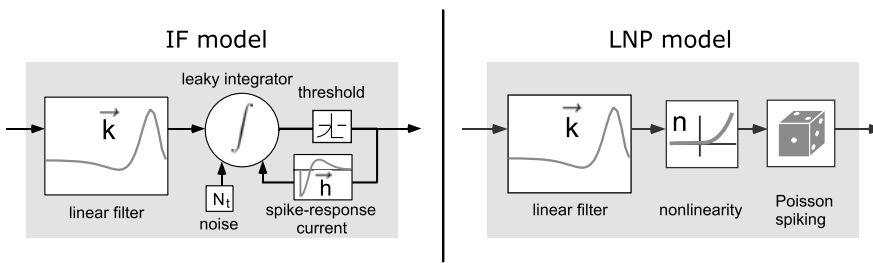 IF model
LNP model
leaky integrator
threshold
k
∫
h
N_t
linear filter
noise
spike-response
current
k
n
linear filter
nonlinearity
Poisson
spiking